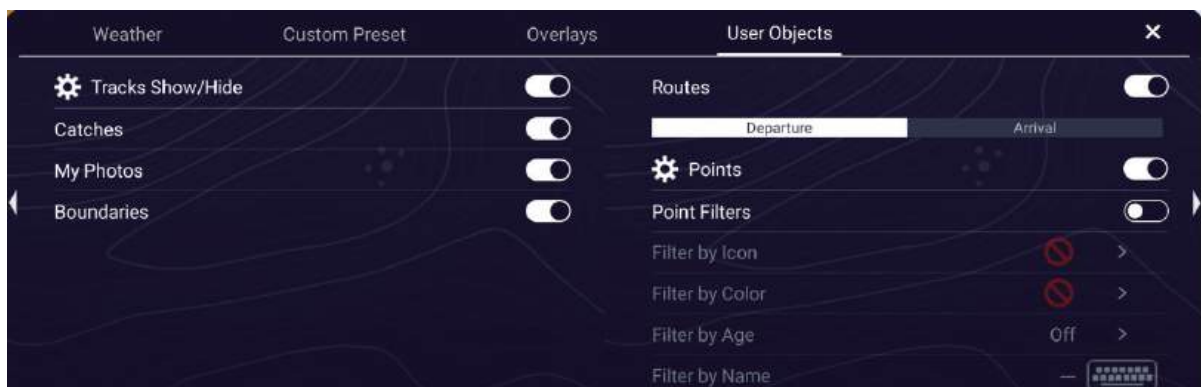 Weather Custom Preset Overlays User Objects
Tracks Show/Hide
Catches
My Photos
Boundaries
Routes
Departure Arrival
Points
Point Filters
Filter by Icon
Filter by Color
Filter by Age Off
Filter by Name